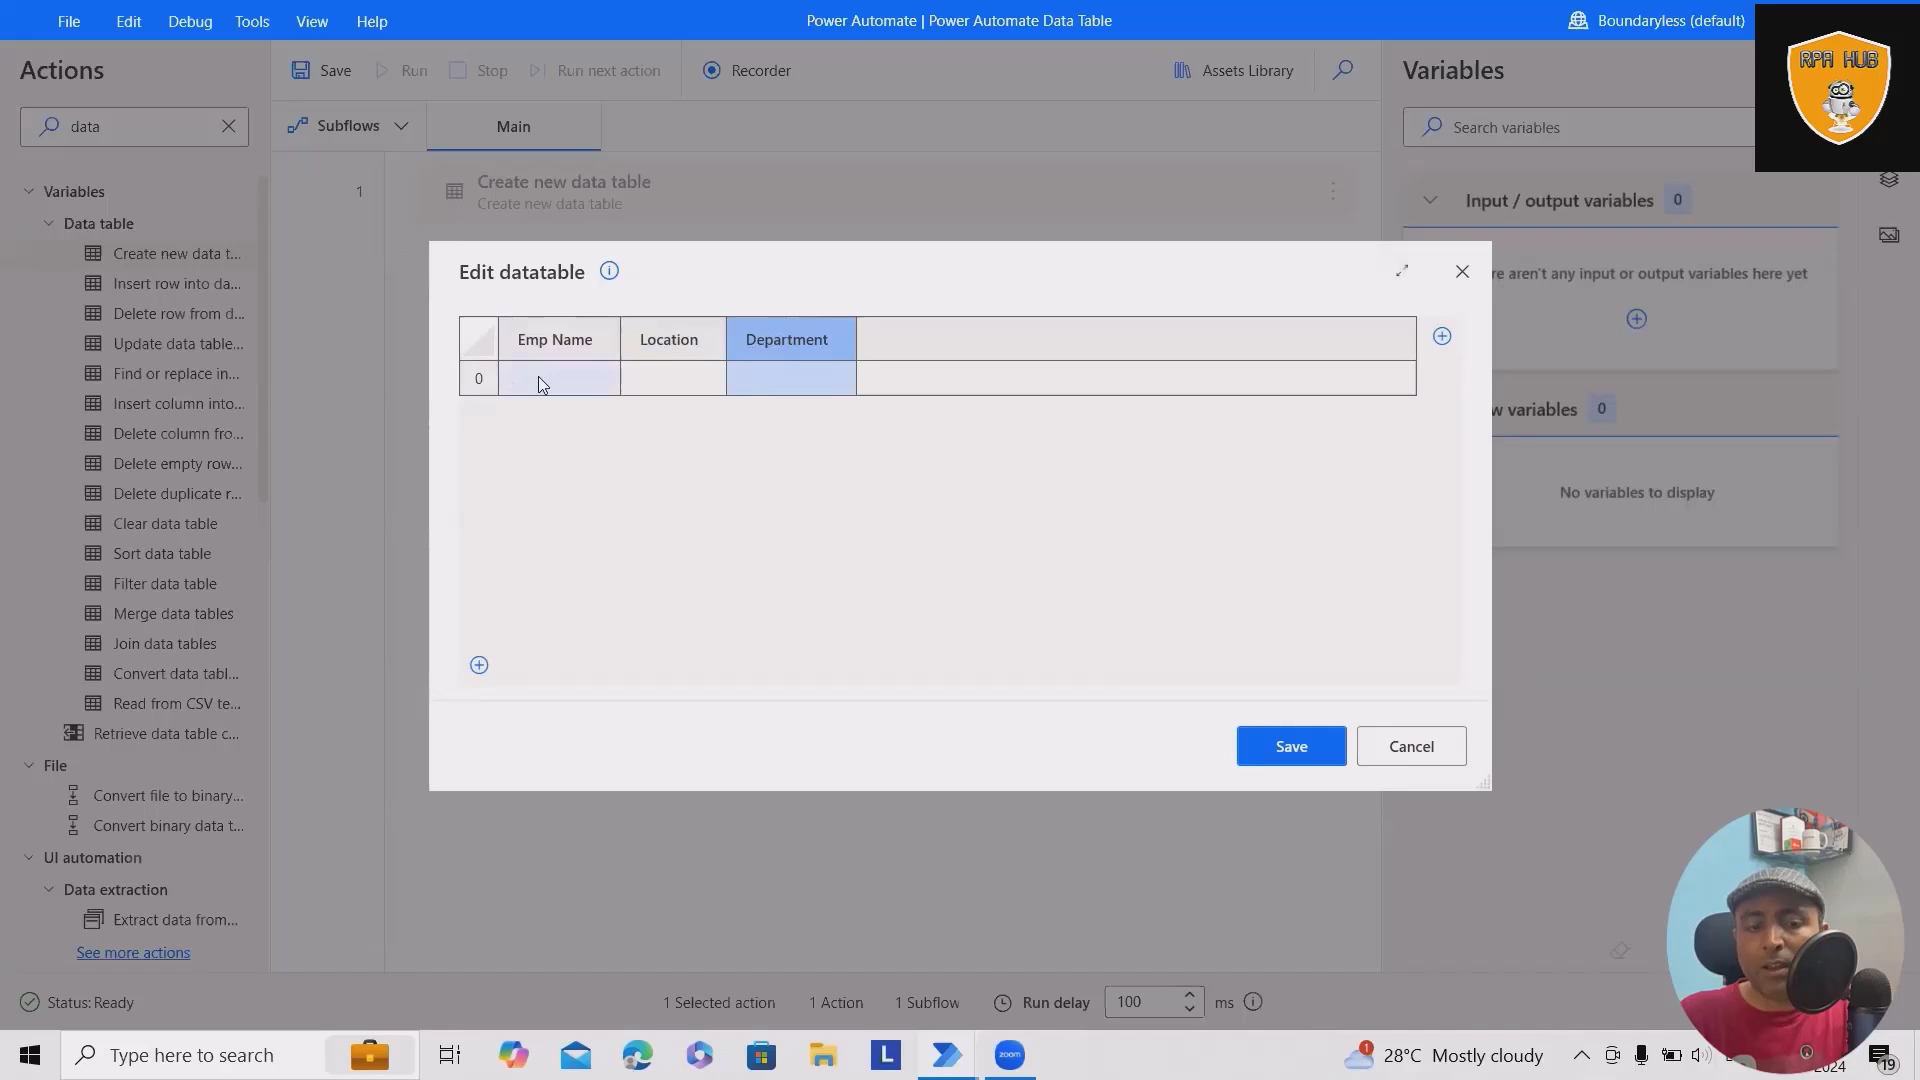 File Edit Debug Tools View Help
Power Automate | Power Automate Data Table
Boundaryless (default)
RPA HUB
Actions
Save Run Stop Run next action Recorder Assets Library
Variables
data
Subflows Main
Search variables
Variables
Data table
Create new data t...
Insert row into da...
Delete row from d...
Update data table...
Find or replace in...
Insert column into...
Delete column fro...
Delete empty row...
Delete duplicate r...
Clear data table
Sort data table
Filter data table
Merge data tables
Join data tables
Convert data tabl...
Read from CSV te...
Retrieve data table c...
File
Convert file to binary...
Convert binary data t...
UI automation
Data extraction
Extract data from...
See more actions
1
Create new data table
Create new data table
Edit datatable
Emp Name Location Department
0
Save Cancel
Input / output variables 0
re aren't any input or output variables here yet
w variables 0
No variables to display
Status: Ready
1 Selected action 1 Action 1 Subflow Run delay 100 ms
Type here to search
L
zoom
1
28°C Mostly cloudy
2024
19